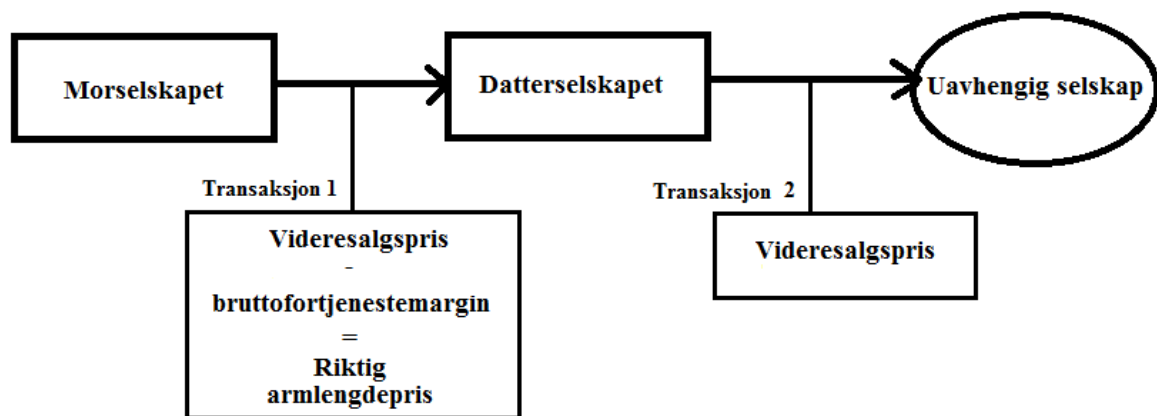 Morselskapet
Datterselskapet
Uavhengig selskap
Transaksjon 1
Transaksjon 2
Videresalgspris
-
bruttofortjenestemargin
=
Riktig
armlengdepris
Videresalgspris